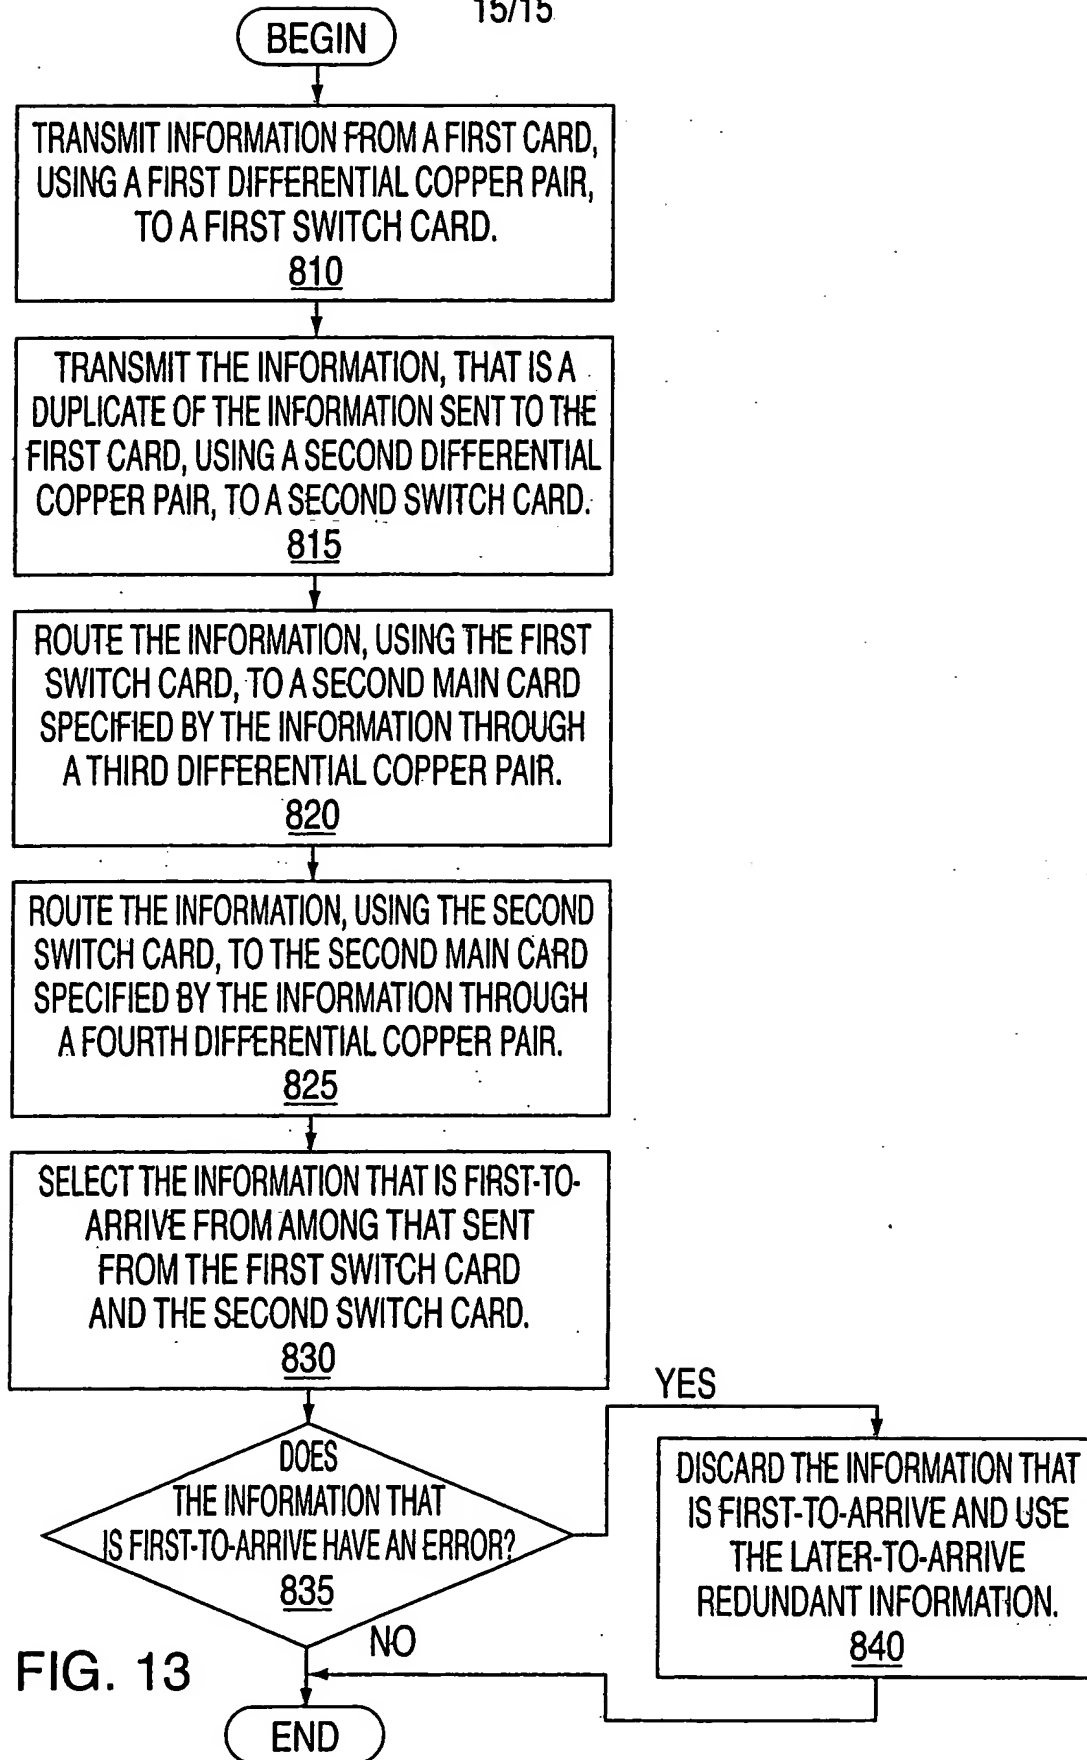 15/15
BEGIN
TRANSMIT INFORMATION FROM A FIRST CARD,
USING A FIRST DIFFERENTIAL COPPER PAIR,
TO A FIRST SWITCH CARD.
810
TRANSMIT THE INFORMATION, THAT IS A
DUPLICATE OF THE INFORMATION SENT TO THE
FIRST CARD, USING A SECOND DIFFERENTIAL
COPPER PAIR, TO A SECOND SWITCH CARD.
815
ROUTE THE INFORMATION, USING THE FIRST
SWITCH CARD, TO A SECOND MAIN CARD
SPECIFIED BY THE INFORMATION THROUGH
A THIRD DIFFERENTIAL COPPER PAIR.
820
ROUTE THE INFORMATION, USING THE SECOND
SWITCH CARD, TO THE SECOND MAIN CARD
SPECIFIED BY THE INFORMATION THROUGH
A FOURTH DIFFERENTIAL COPPER PAIR.
825
SELECT THE INFORMATION THAT IS FIRST-TO-
ARRIVE FROM AMONG THAT SENT
FROM THE FIRST SWITCH CARD
AND THE SECOND SWITCH CARD.
830
DOES
THE INFORMATION THAT
IS FIRST-TO-ARRIVE HAVE AN ERROR?
835
YES
DISCARD THE INFORMATION THAT
IS FIRST-TO-ARRIVE AND USE
THE LATER-TO-ARRIVE
REDUNDANT INFORMATION.
840
NO
FIG. 13
END